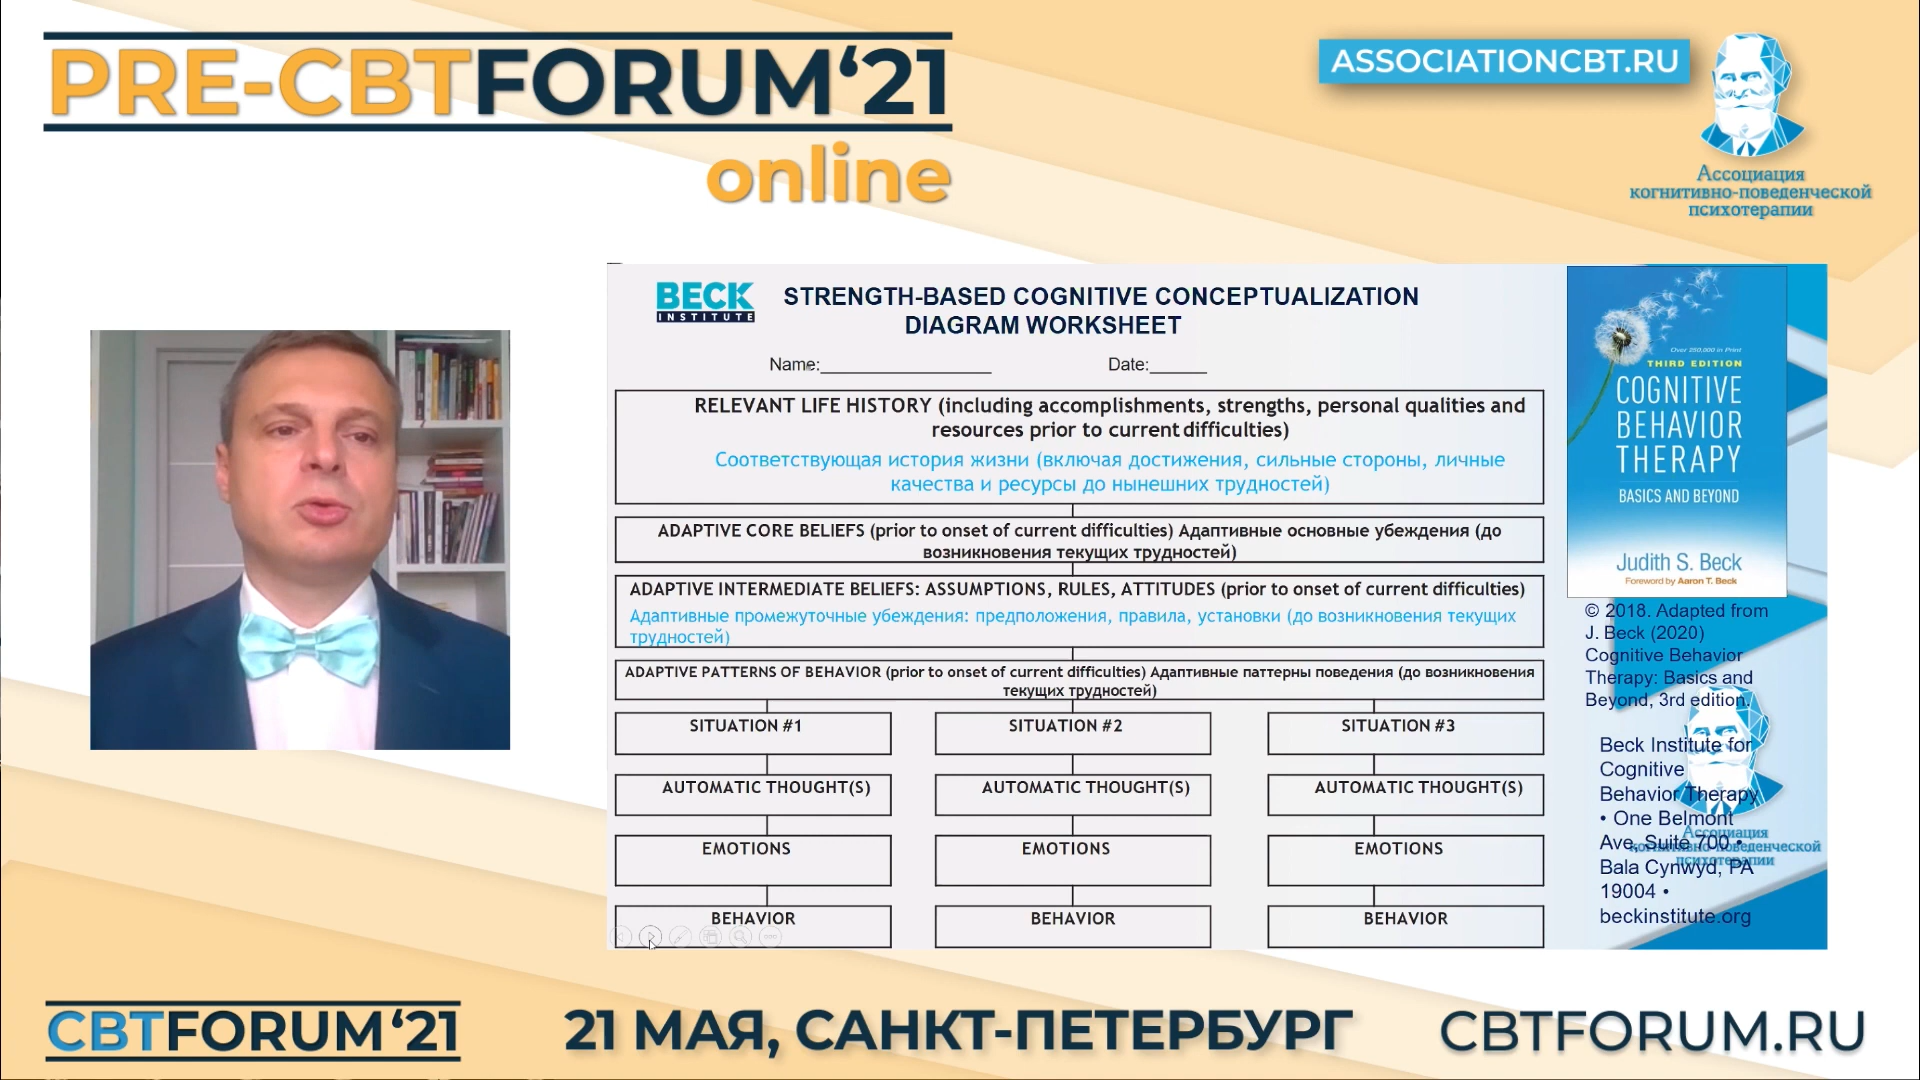 PRE-CBTFORUM‘21
online
ASSOCIATIONCBT.RU
Ассоциация
когнитивно-поведенческой
психотерапии
BECK
INSTITUTE
STRENGTH-BASED COGNITIVE CONCEPTUALIZATION
DIAGRAM WORKSHEET
Name:
Date:
RELEVANT LIFE HISTORY (including accomplishments, strengths, personal qualities and
resources prior to current difficulties)
Соответствующая история жизни (включая достижения, сильные стороны, личные
качества и ресурсы до нынешних трудностей)
ADAPTIVE CORE BELIEFS (prior to onset of current difficulties) Адаптивные основные убеждения (до
возникновения текущих трудностей)
ADAPTIVE INTERMEDIATE BELIEFS: ASSUMPTIONS, RULES, ATTITUDES (prior to onset of current difficulties)
Адаптивные промежуточные убеждения: предположения, правила, установки (до возникновения текущих
трудностей)
ADAPTIVE PATTERNS OF BEHAVIOR (prior to onset of current difficulties) Адаптивные паттерны поведения (до возникновения
текущих трудностей)
SITUATION #1
SITUATION #2
SITUATION #3
AUTOMATIC THOUGHT(S)
AUTOMATIC THOUGHT(S)
AUTOMATIC THOUGHT(S)
EMOTIONS
EMOTIONS
EMOTIONS
BEHAVIOR
BEHAVIOR
BEHAVIOR
Over 250,000 in Print
THIRD EDITION
COGNITIVE
BEHAVIOR
THERAPY
BASICS AND BEYOND
Judith S. Beck
Foreword by Aaron T. Beck
© 2018. Adapted from
J. Beck (2020)
Cognitive Behavior
Therapy: Basics and
Beyond, 3rd edition.
Beck Institute for
Cognitive
Behavior Therapy
• One Belmont
Ave, Suite 700 •
Bala Cynwyd, PA
19004 •
beckinstitute.org
Ассоциация
когнитивно-поведенческой
психотерапии
CBTFORUM‘21
21 МАЯ, САНКТ-ПЕТЕРБУРГ
CBTFORUM.RU